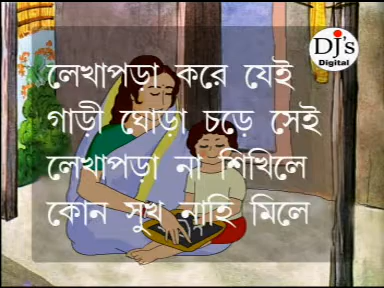 DJ's
Digital
লেখাপড়া করে যেই
গাড়ী ঘোড়া চড়ে সেই
লেখাপড়া না শিখিলে
কোন সুখ নাহি মিলে